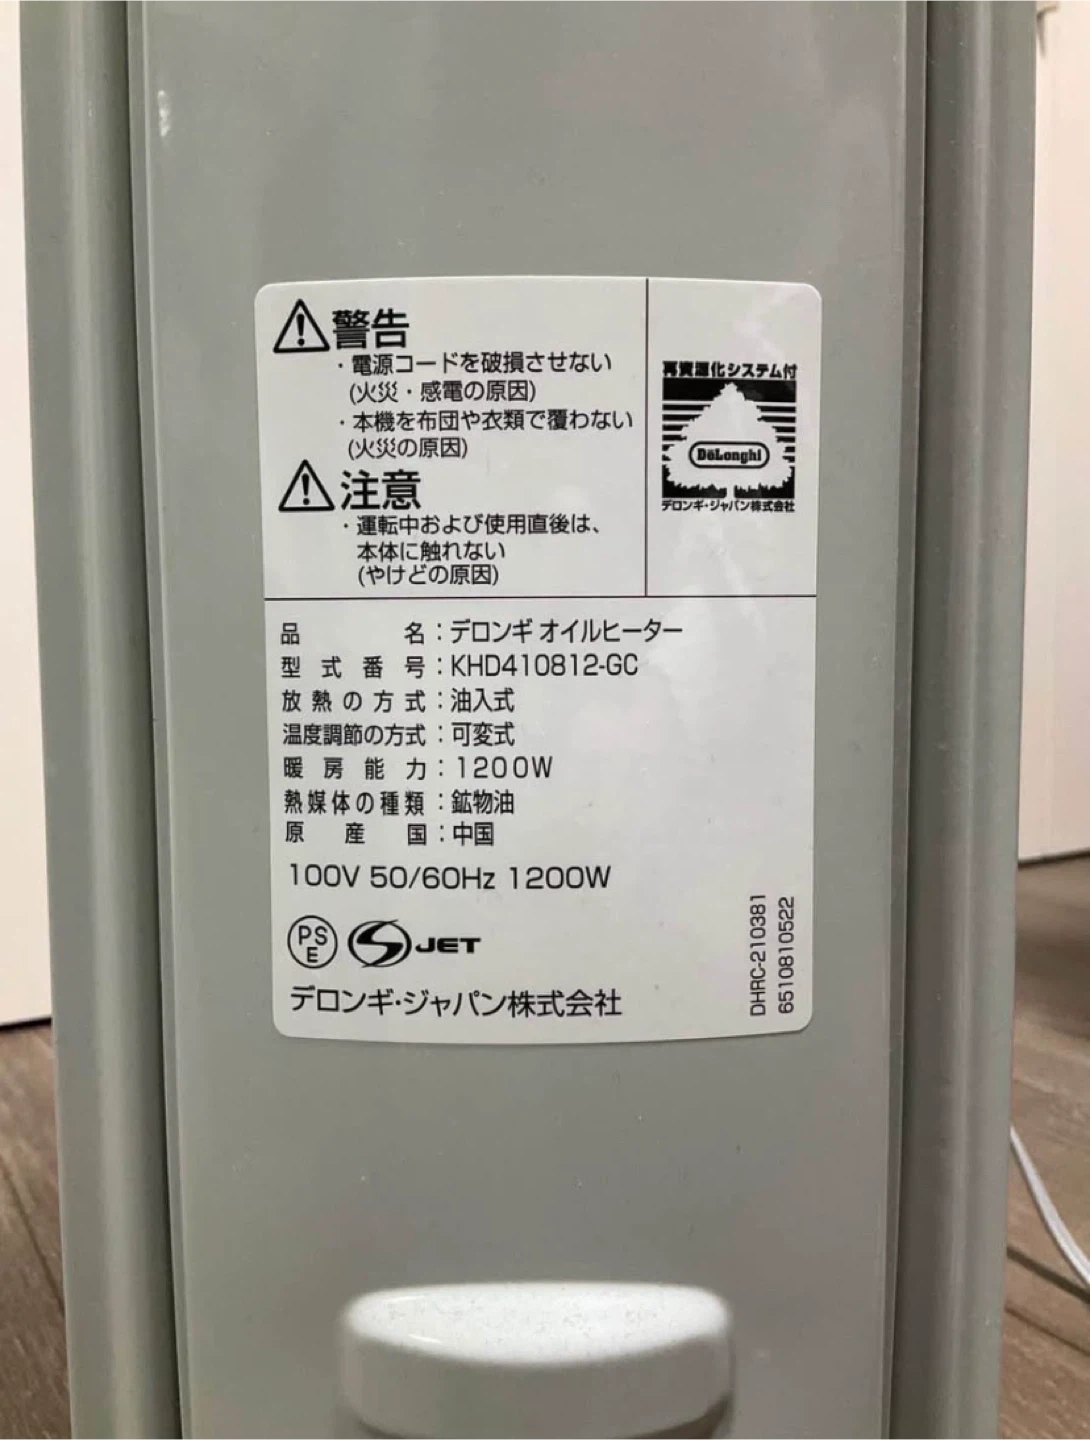 警告
・電源コードを破損させない
(火災・感電の原因)
・本機を布団や衣類で覆わない
(火災の原因)
注意
・運転中および使用直後は、
本体に触れない
(やけどの原因)
再資源化システム付
DeLonghi
デロンギ・ジャパン株式会社
品名：デロンギ オイルヒーター
型式番号：KHD410812-GC
放熱の方式：油入式
温度調節の方式：可変式
暖房能力：1200W
熱媒体の種類：鉱物油
原産国：中国
100V 50/60Hz 1200W
PS
E
JET
デロンギ・ジャパン株式会社
DHRC-210381
6510810522